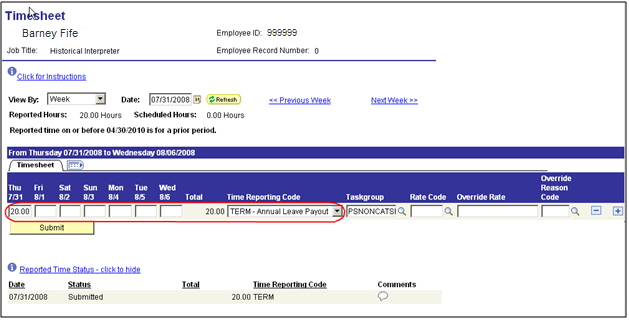 Timesheet
Barney Fife
Employee ID: 999999
Job Title: Historical Interpreter
Employee Record Number: 0
Click for Instructions
View By: Week Date: 07/31/2008 31 Refresh << Previous Week Next Week >>
Reported Hours: 20.00 Hours Scheduled Hours: 0.00 Hours
Reported time on or before 04/30/2010 is for a prior period.
From Thursday 07/31/2008 to Wednesday 08/06/2008
Timesheet
Thu 7/31 Fri 8/1 Sat 8/2 Sun 8/3 Mon 8/4 Tue 8/5 Wed 8/6 Total Time Reporting Code Taskgroup Rate Code Override Rate Override Reason Code
20.00 20.00 TERM - Annual Leave Payout PSNONCATSI
Submit
Reported Time Status - click to hide
Date Status Total Time Reporting Code Comments
07/31/2008 Submitted 20.00 TERM